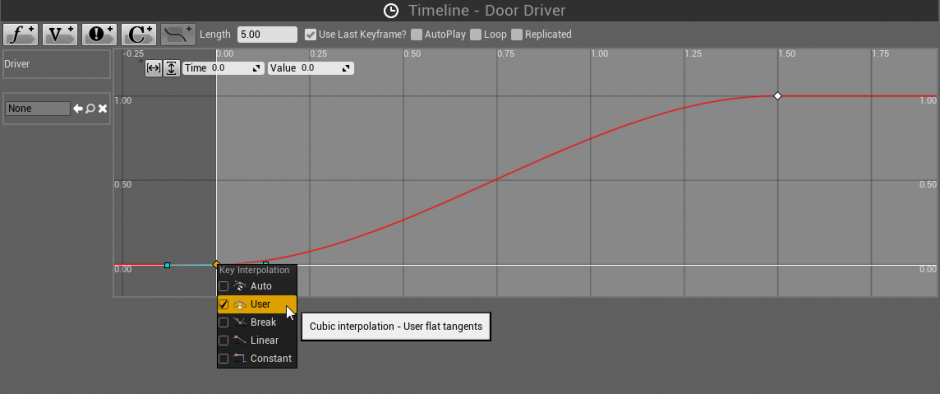 Timeline - Door Driver
f+ V+ !+ C+ Length 5.00 Use Last Keyframe? AutoPlay Loop Replicated
Driver
None
-0.25 0.00 0.25 0.50 0.75 1.00 1.25 1.50 1.75
Time 0.0 Value 0.0
1.00 1.00
0.50 0.50
0.00 0.00
Key Interpolation
Auto
User
Break
Linear
Constant
Cubic interpolation - User flat tangents